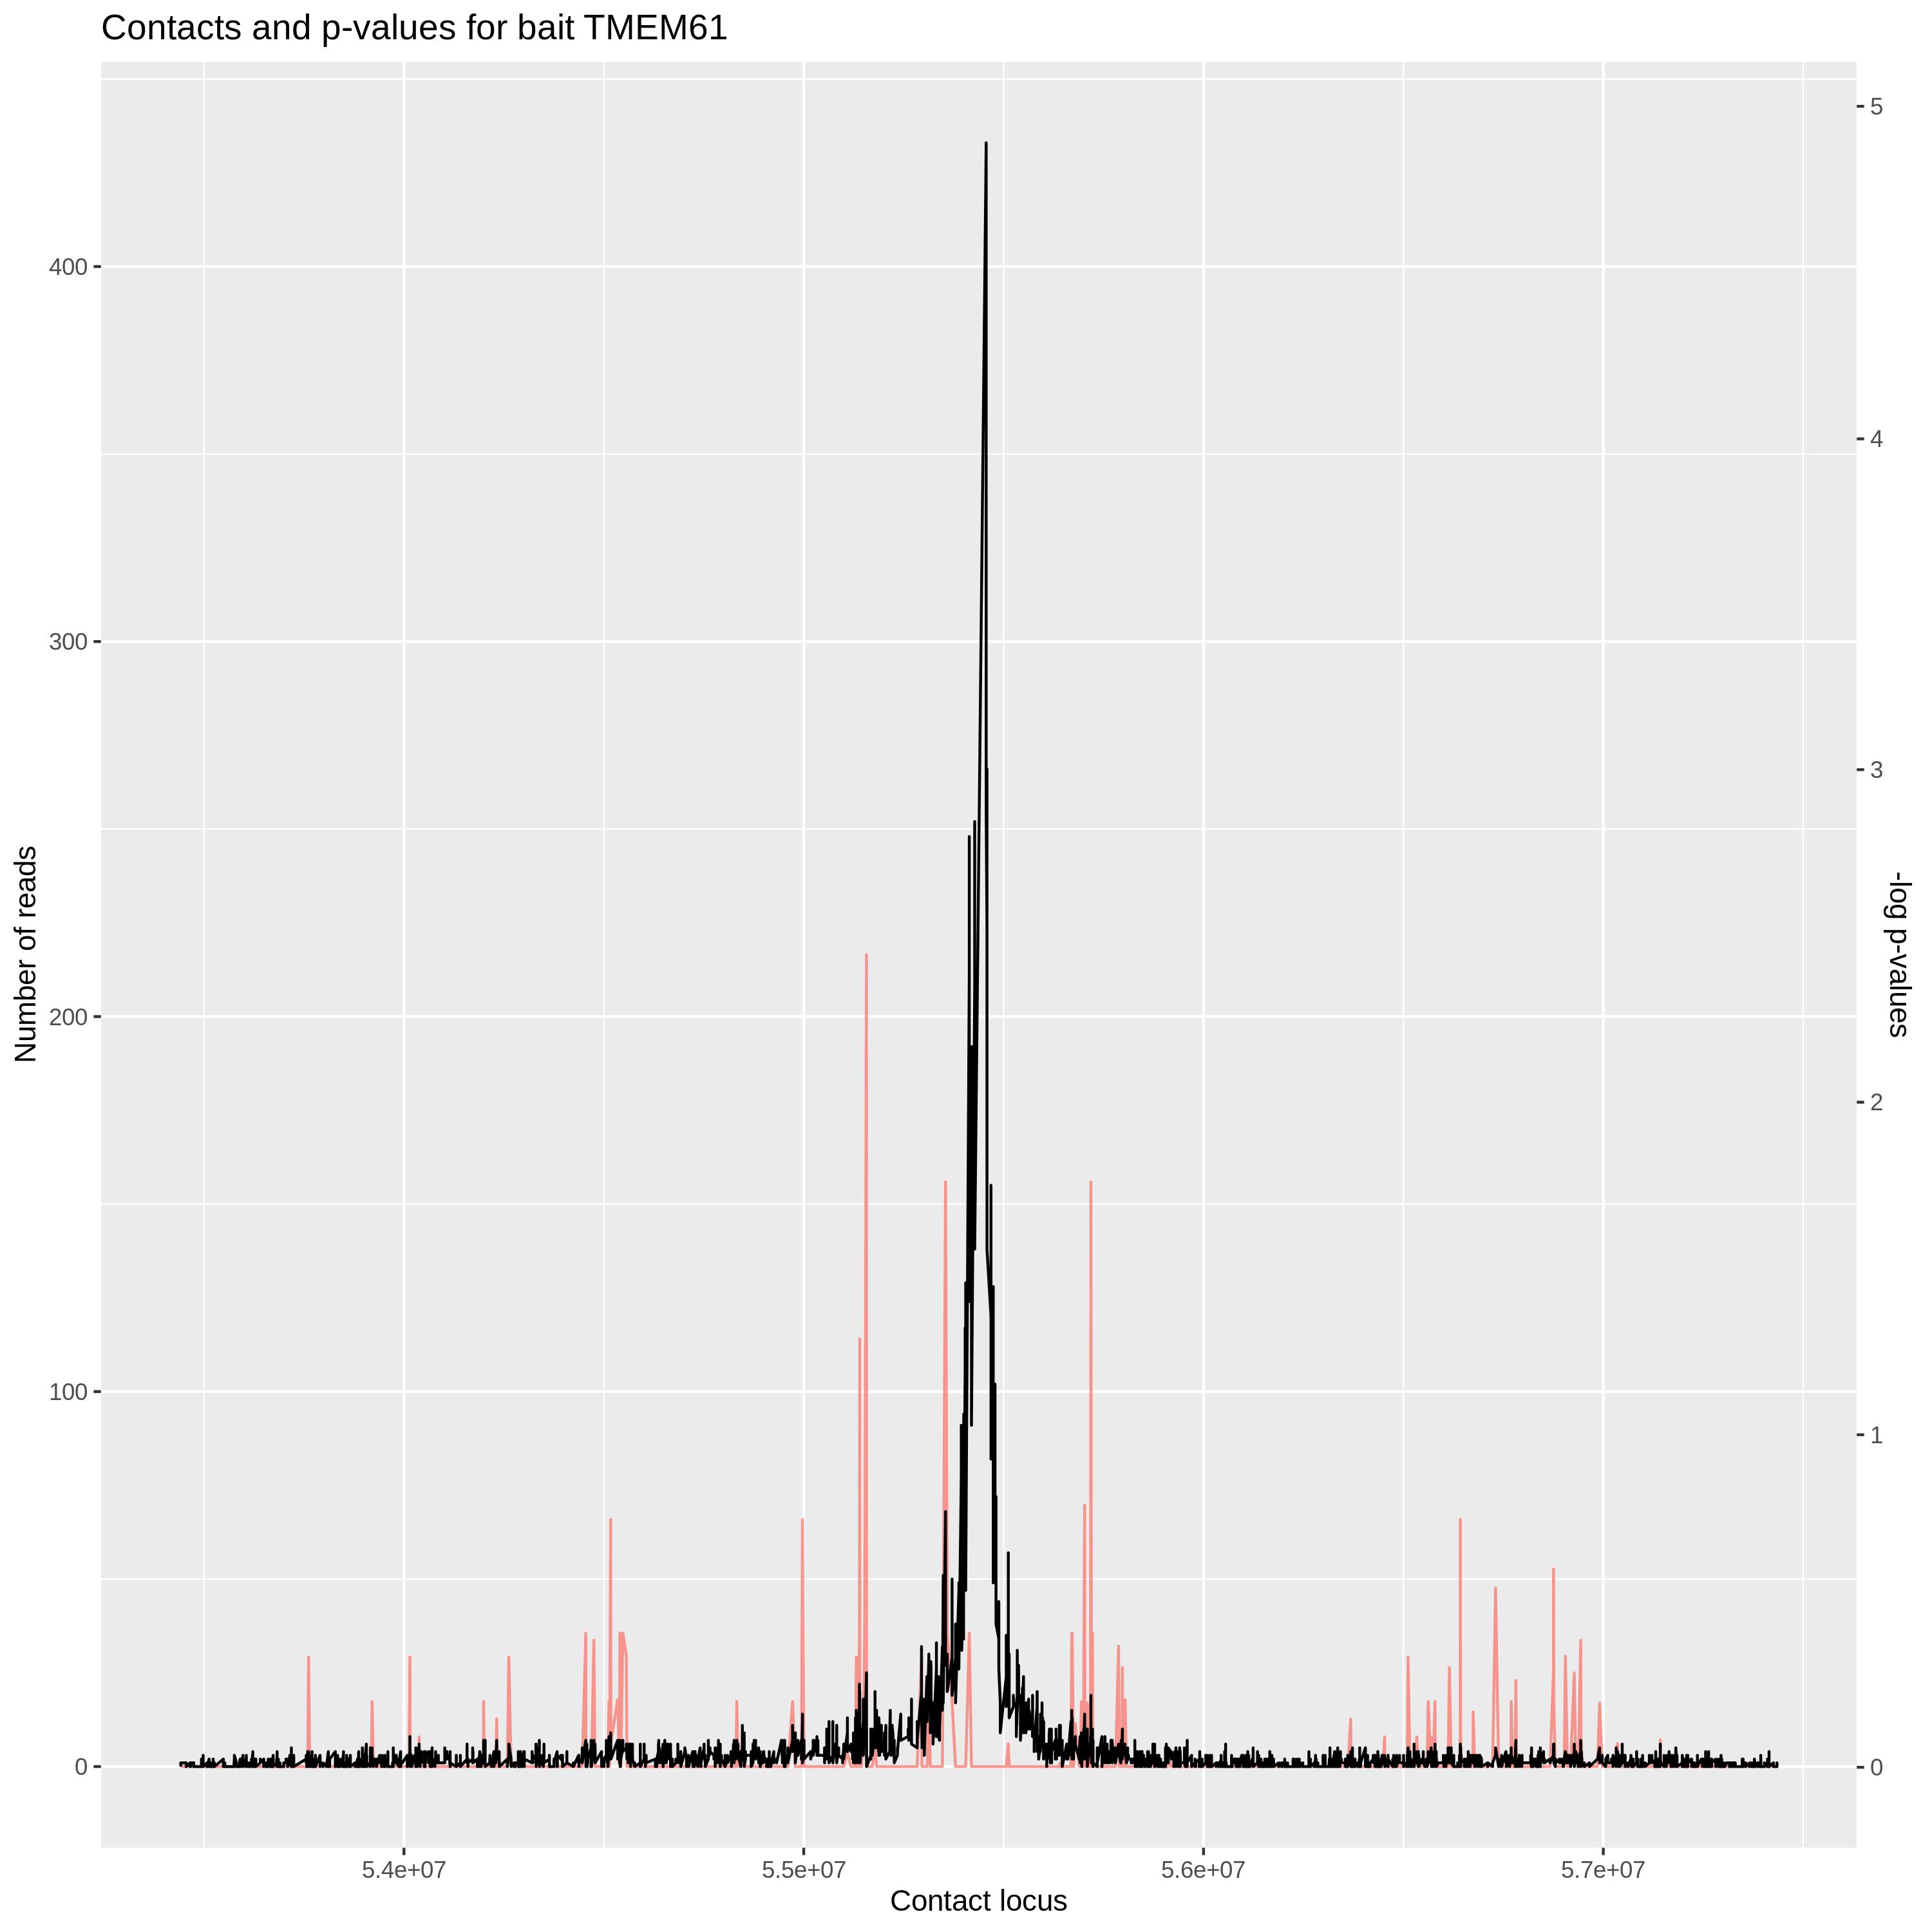 Contacts and p-values for bait TMEM61
Number of reads
400
300
200
100
0
5
4
3
2
1
0
-log p-values
5.4e+07
5.5e+07
5.6e+07
5.7e+07
Contact locus